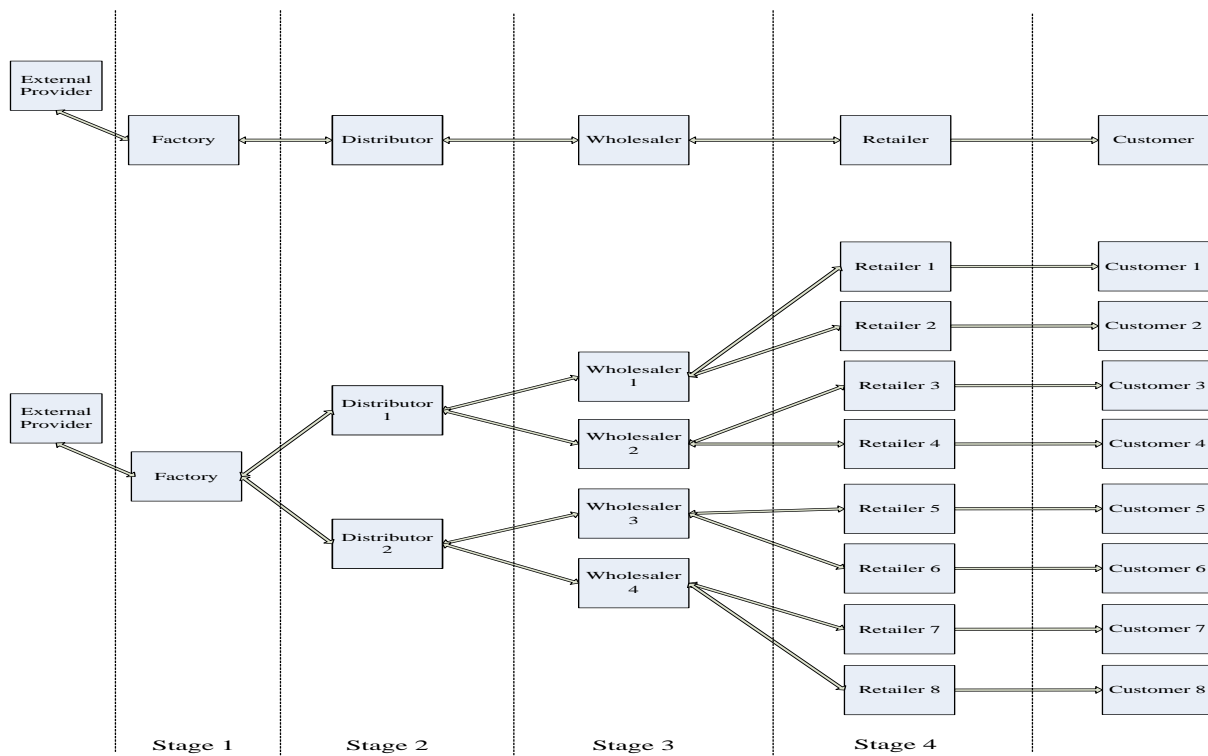 External
Provider
Factory
Distributor
Wholesaler
Retailer
Customer
Retailer 1
Customer 1
Retailer 2
Customer 2
Wholesaler
1
Retailer 3
Customer 3
External
Provider
Distributor
1
Wholesaler
2
Retailer 4
Customer 4
Factory
Wholesaler
3
Retailer 5
Customer 5
Distributor
2
Retailer 6
Customer 6
Wholesaler
4
Retailer 7
Customer 7
Retailer 8
Customer 8
Stage 1
Stage 2
Stage 3
Stage 4